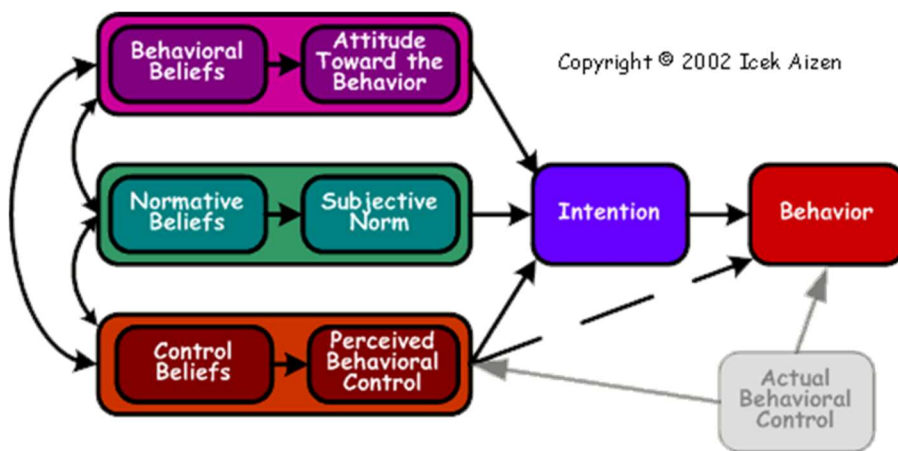 Behavioral
Beliefs
Attitude
Toward the
Behavior
Copyright © 2002 Icek Aizen
Normative
Beliefs
Subjective
Norm
Intention
Behavior
Control
Beliefs
Perceived
Behavioral
Control
Actual
Behavioral
Control